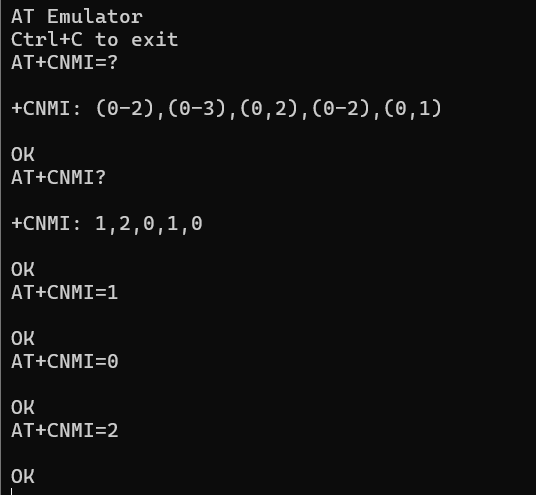 AT Emulator
Ctrl+C to exit
AT+CNMI=?
+CNMI: (0-2),(0-3),(0,2),(0-2),(0,1)
OK
AT+CNMI?
+CNMI: 1,2,0,1,0
OK
AT+CNMI=1
OK
AT+CNMI=0
OK
AT+CNMI=2
OK